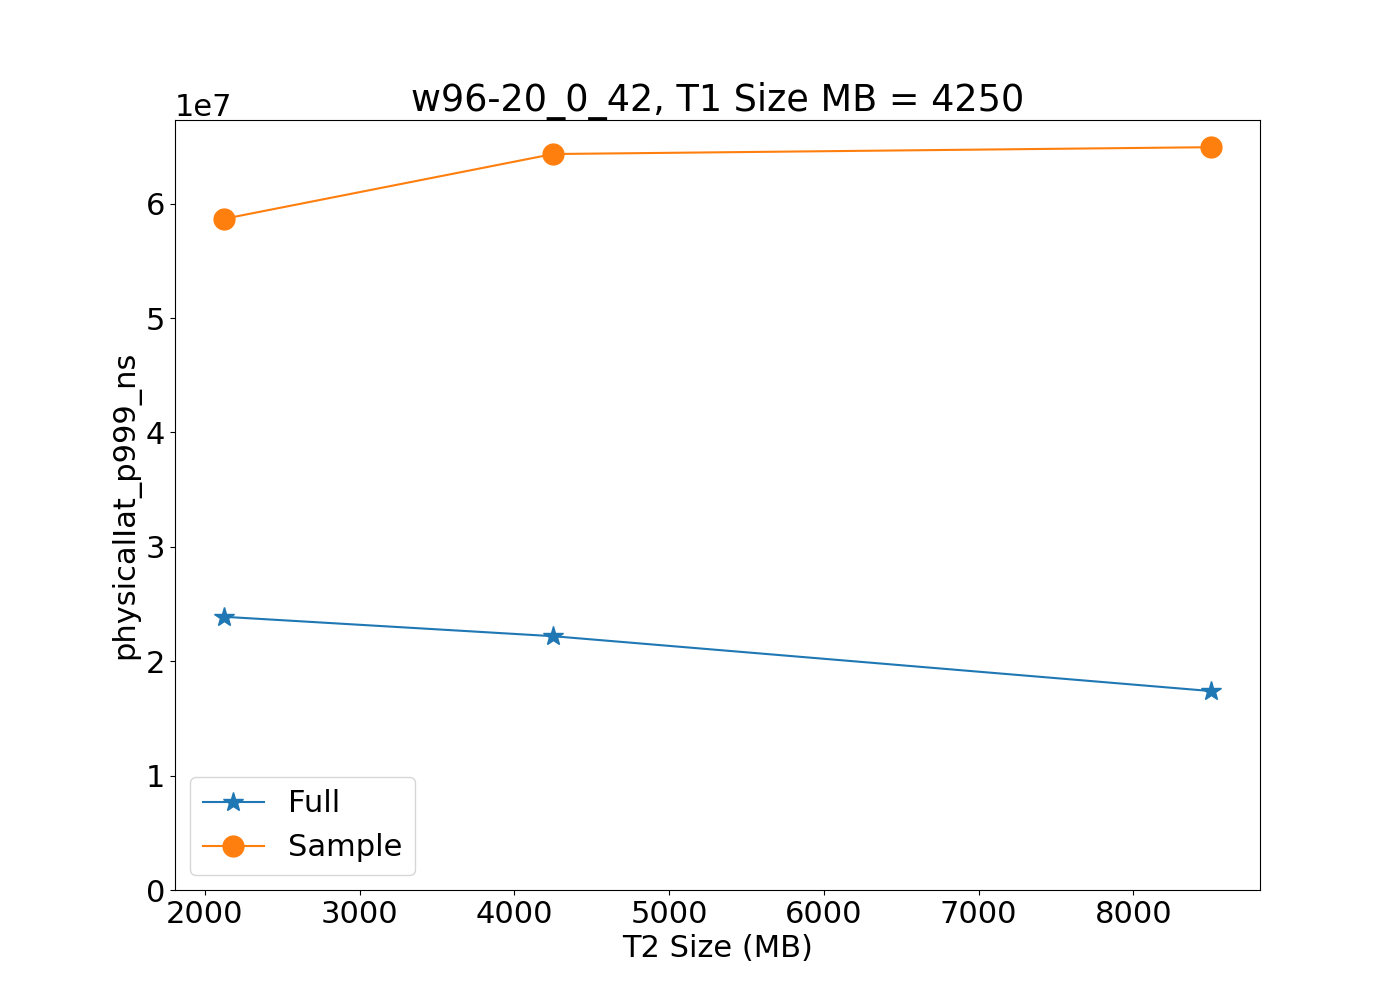 w96-20_0_42, T1 Size MB = 4250
1e7
6
5
4
3
2
1
0
physicallat_p999_ns
Full
Sample
2000 3000 4000 5000 6000 7000 8000
T2 Size (MB)